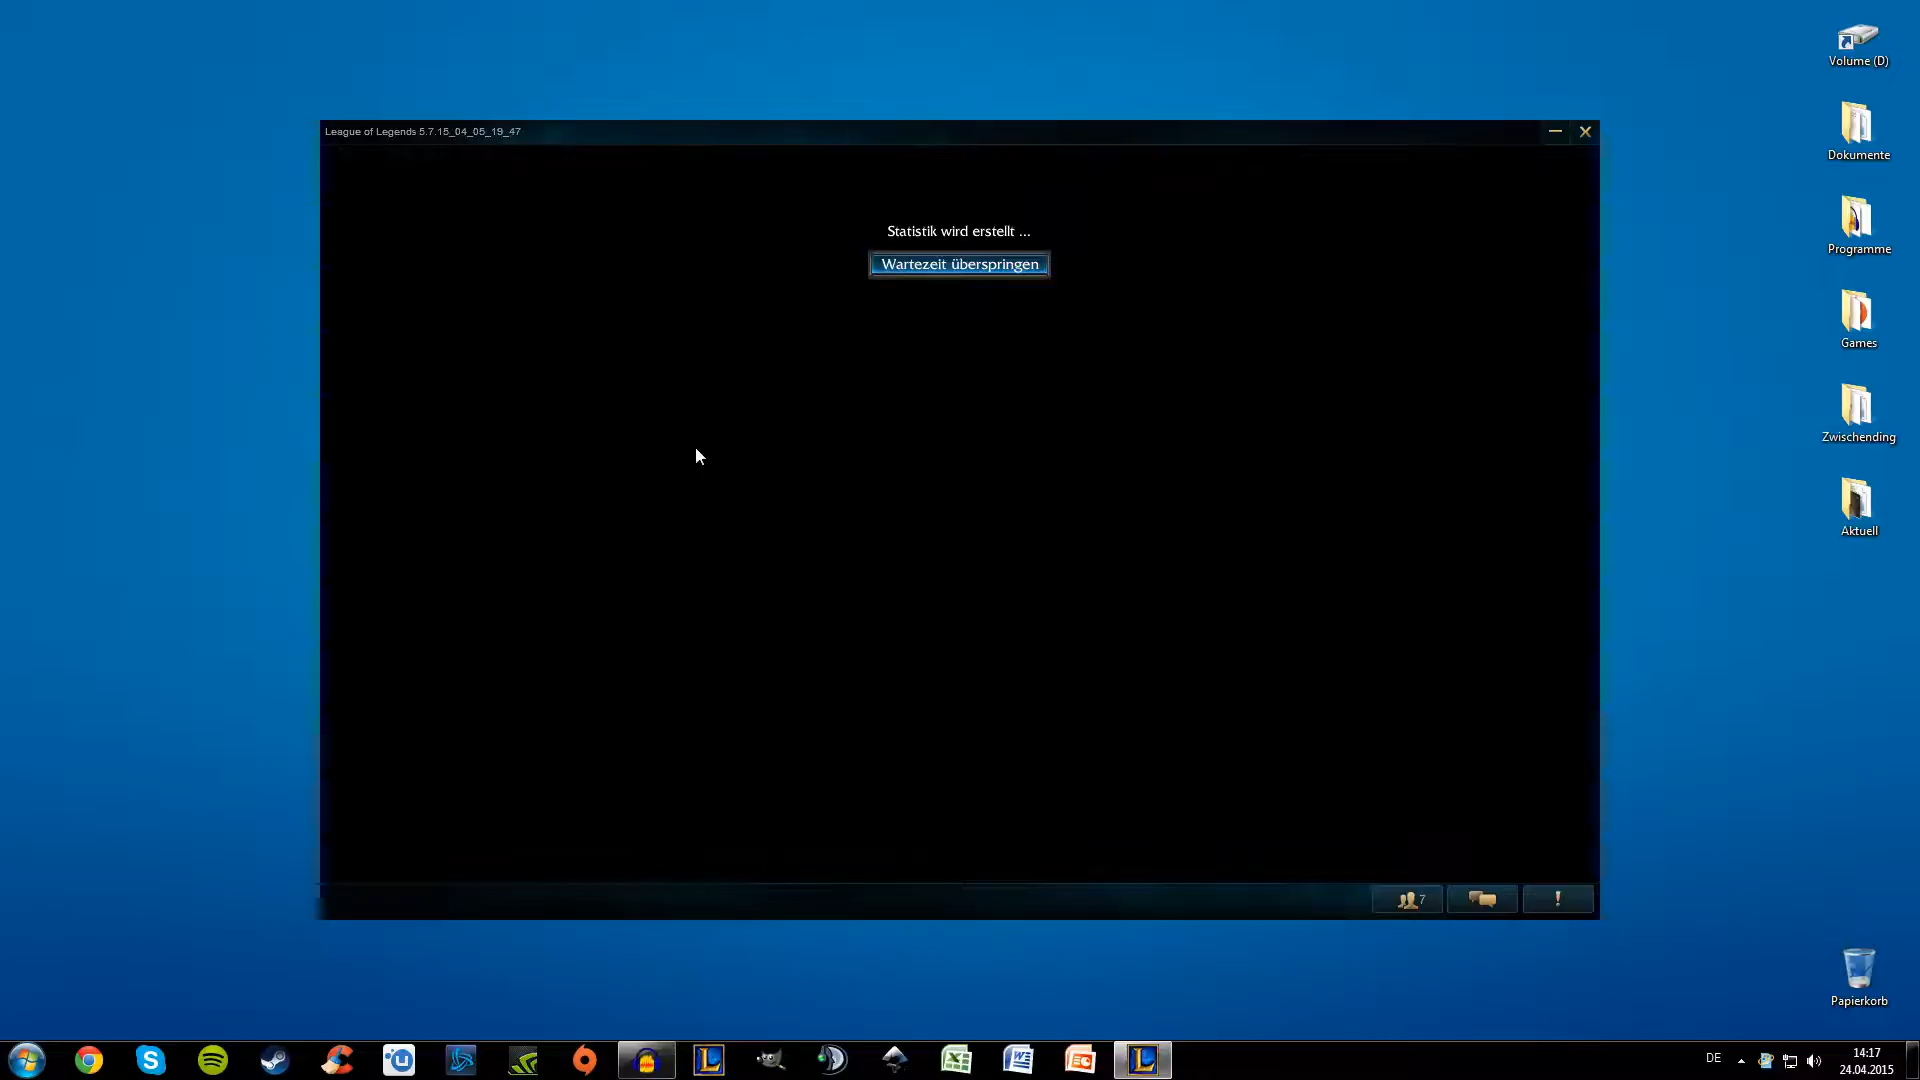 Volume (D)
League of Legends 5.7.15_04_05_19_47
Dokumente
Statistik wird erstellt ...
Programme
Wartezeit überspringen
Games
Zwischending
Aktuell
7
!
Papierkorb
DE
14:17
24.04.2015